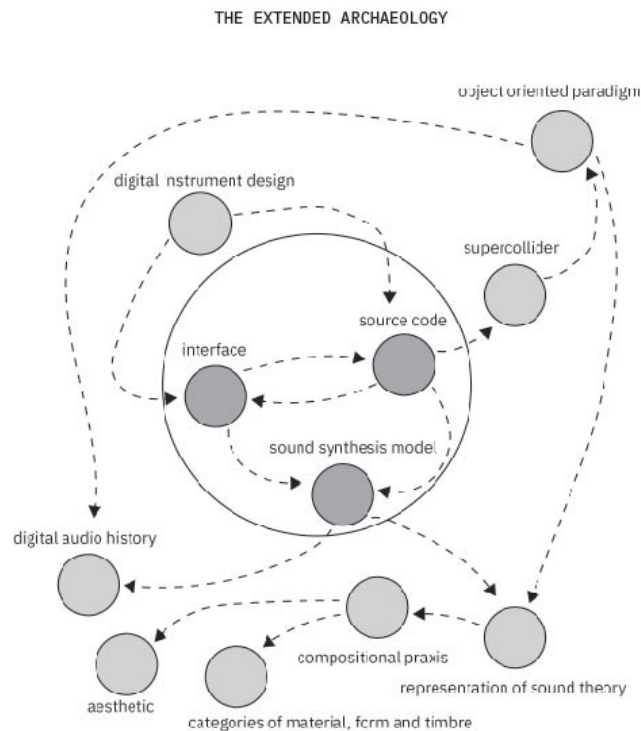 THE EXTENDED ARCHAEOLOGY
object oriented paradigm
digital nstrument design
supercollider
source code
interface
sound synthesis model
digital audio history
compositional praxis
representation of sound theory
aesthetic
categories of material, fcrm and timbre